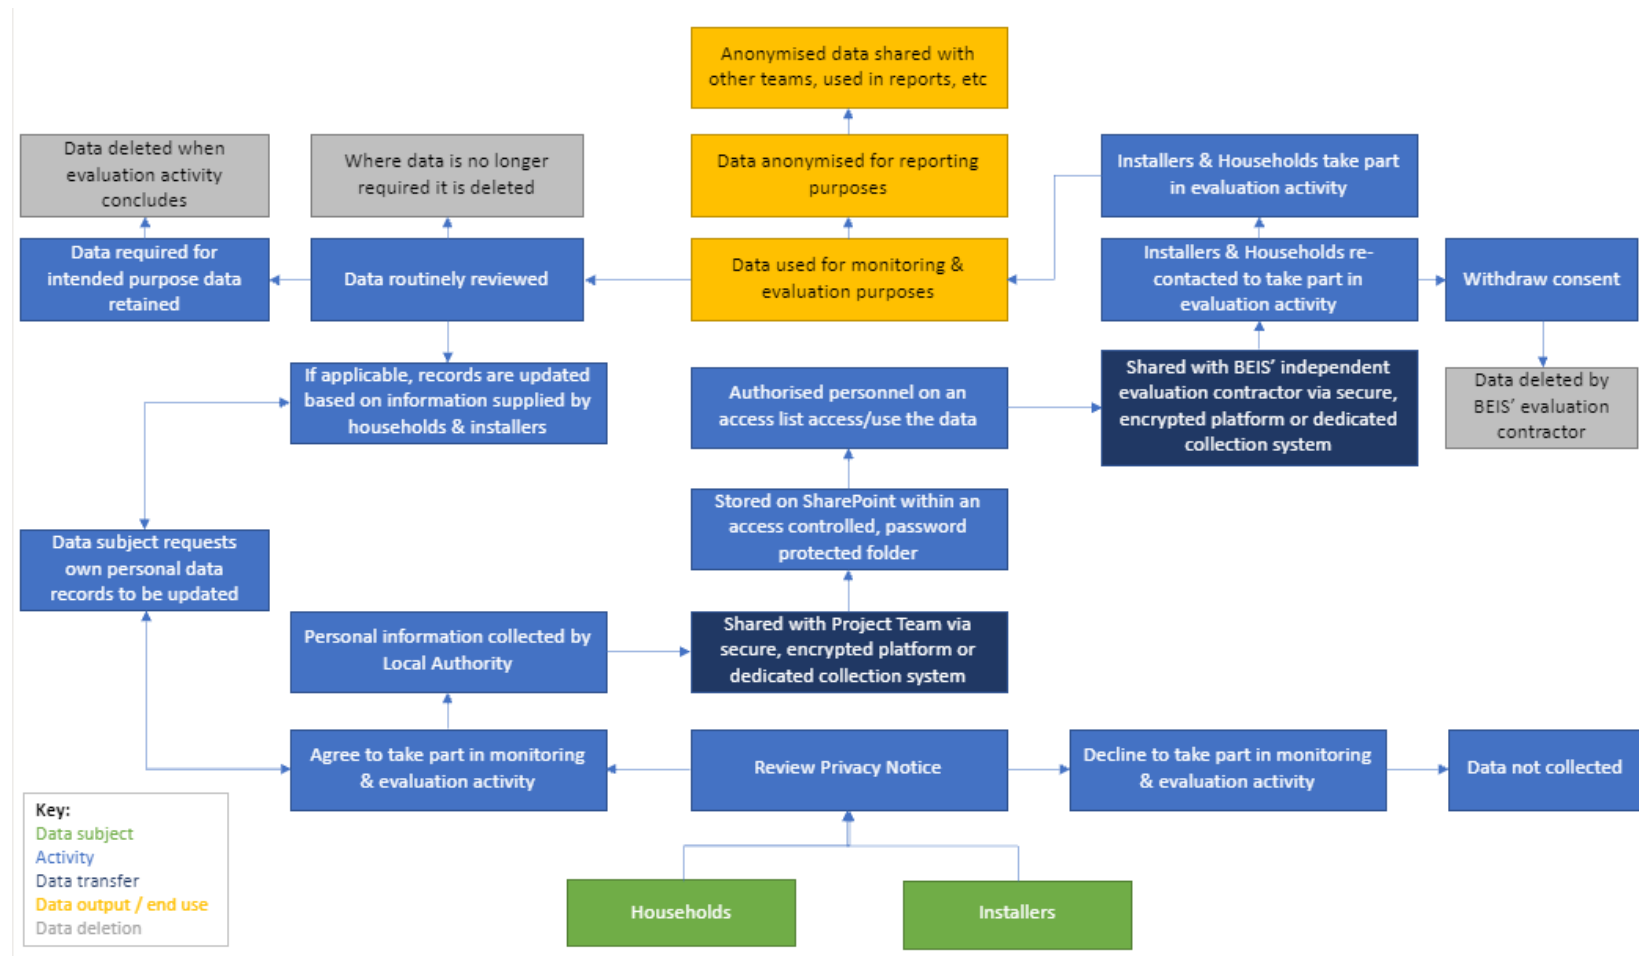 Anonymised data shared with
other teams, used in reports, etc
Data deleted when
evaluation activity
concludes
Where data is no longer
required it is deleted
Data anonymised for reporting
purposes
Installers & Households take part
in evaluation activity
Data required for
intended purpose data
retained
Data routinely reviewed
Data used for monitoring &
evaluation purposes
Installers & Households re-
contacted to take part in
evaluation activity
Withdraw consent
If applicable, records are updated
based on information supplied by
households & installers
Authorised personnel on an
access list access/use the data
Shared with BEIS’ independent
evaluation contractor via secure,
encrypted platform or dedicated
collection system
Data deleted by
BEIS’ evaluation
contractor
Stored on SharePoint within an
access controlled, password
protected folder
Data subject requests
own personal data
records to be updated
Personal information collected by
Local Authority
Shared with Project Team via
secure, encrypted platform or
dedicated collection system
Agree to take part in monitoring
& evaluation activity
Review Privacy Notice
Decline to take part in monitoring
& evaluation activity
Data not collected
Key:
Data subject
Activity
Data transfer
Data output / end use
Data deletion
Households
Installers